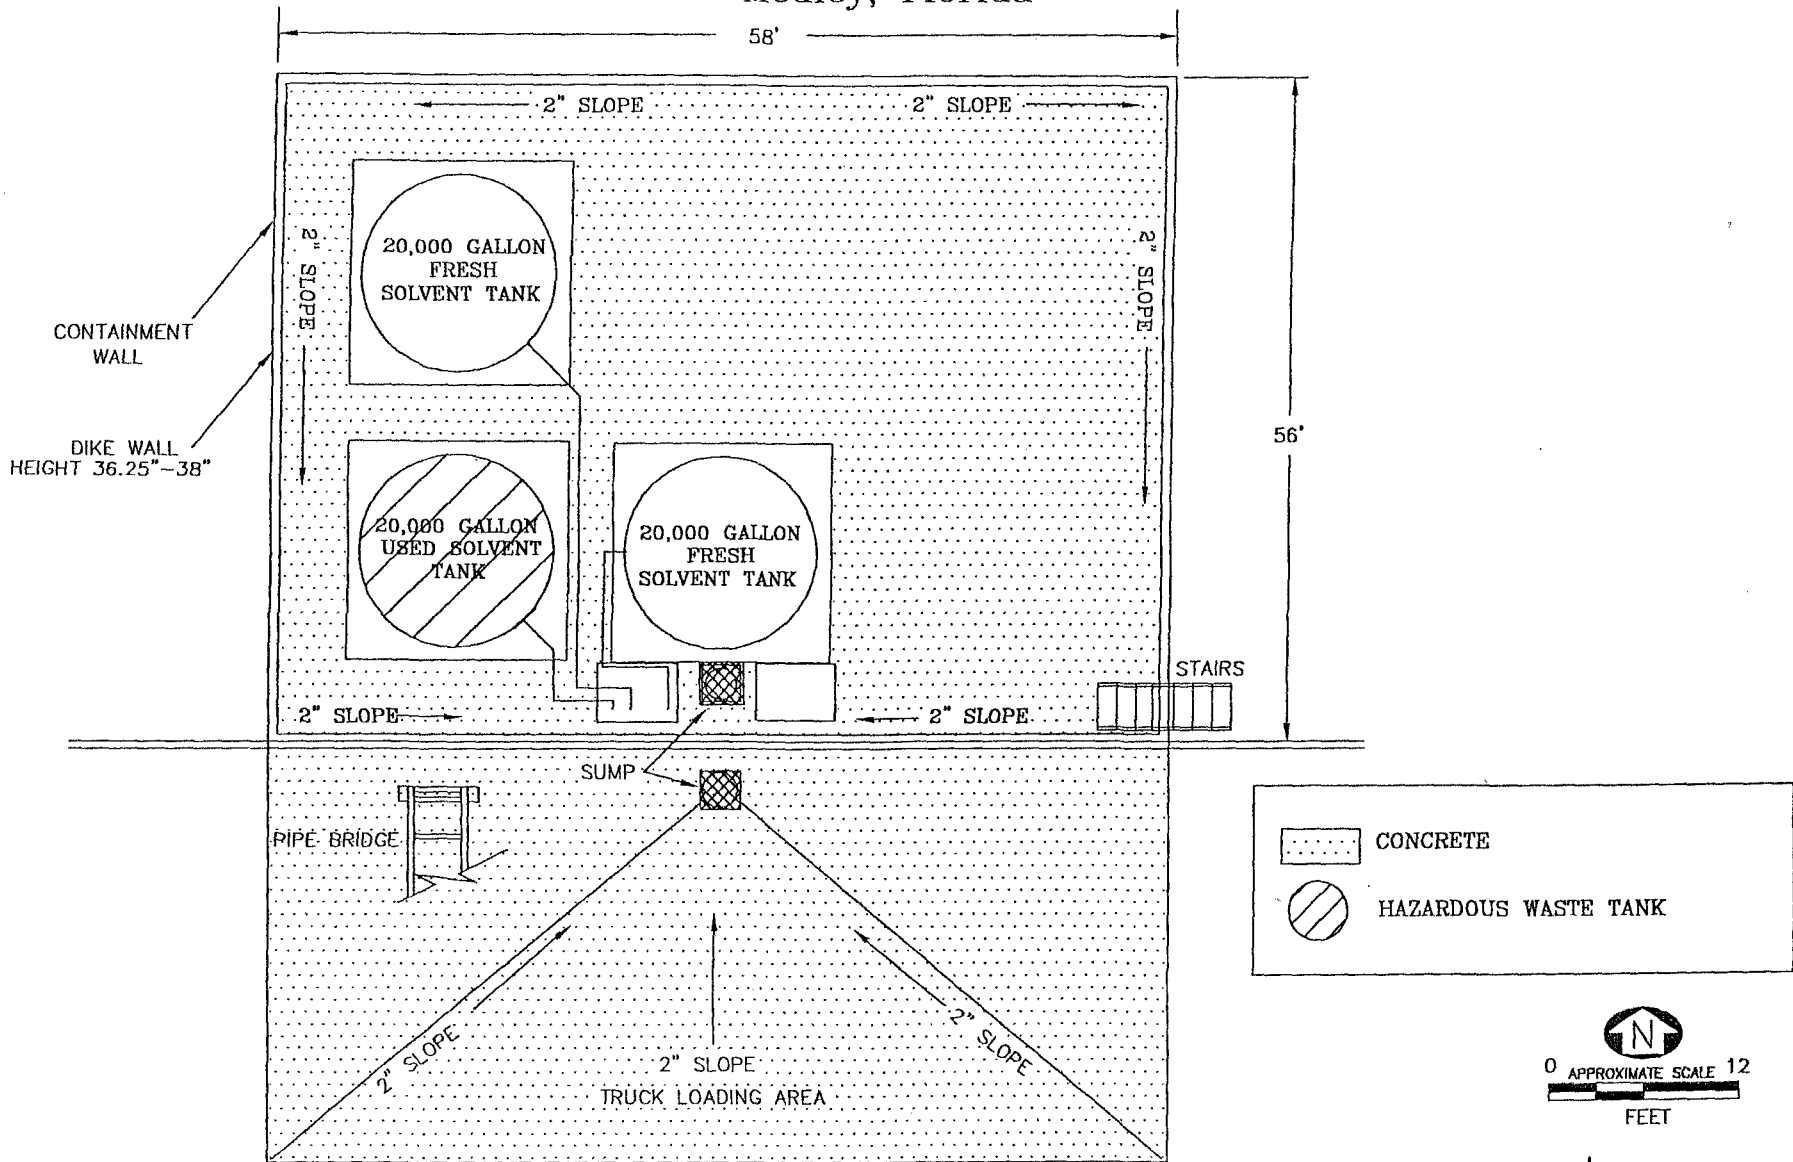 Medley, Florida
58'
2" SLOPE
2" SLOPE
20,000 GALLON
FRESH
SOLVENT TANK
2" SLOPE
2" SLOPE
CONTAINMENT
WALL
DIKE WALL
HEIGHT 36.25"-38"
56'
20,000 GALLON
USED SOLVENT
TANK
20,000 GALLON
FRESH
SOLVENT TANK
STAIRS
2" SLOPE
2" SLOPE
SUMP
PIPE BRIDGE
CONCRETE
HAZARDOUS WASTE TANK
2" SLOPE
2" SLOPE
2" SLOPE
TRUCK LOADING AREA
N
0 APPROXIMATE SCALE 12
FEET